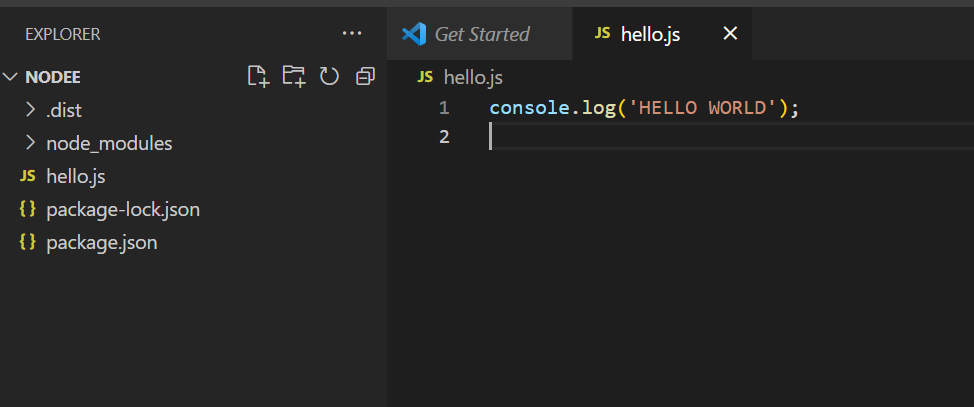 EXPLORER
NODEE
.dist
node_modules
JS hello.js
{} package-lock.json
{} package.json
Get Started
JS hello.js
JS hello.js
1 console.log('HELLO WORLD');
2